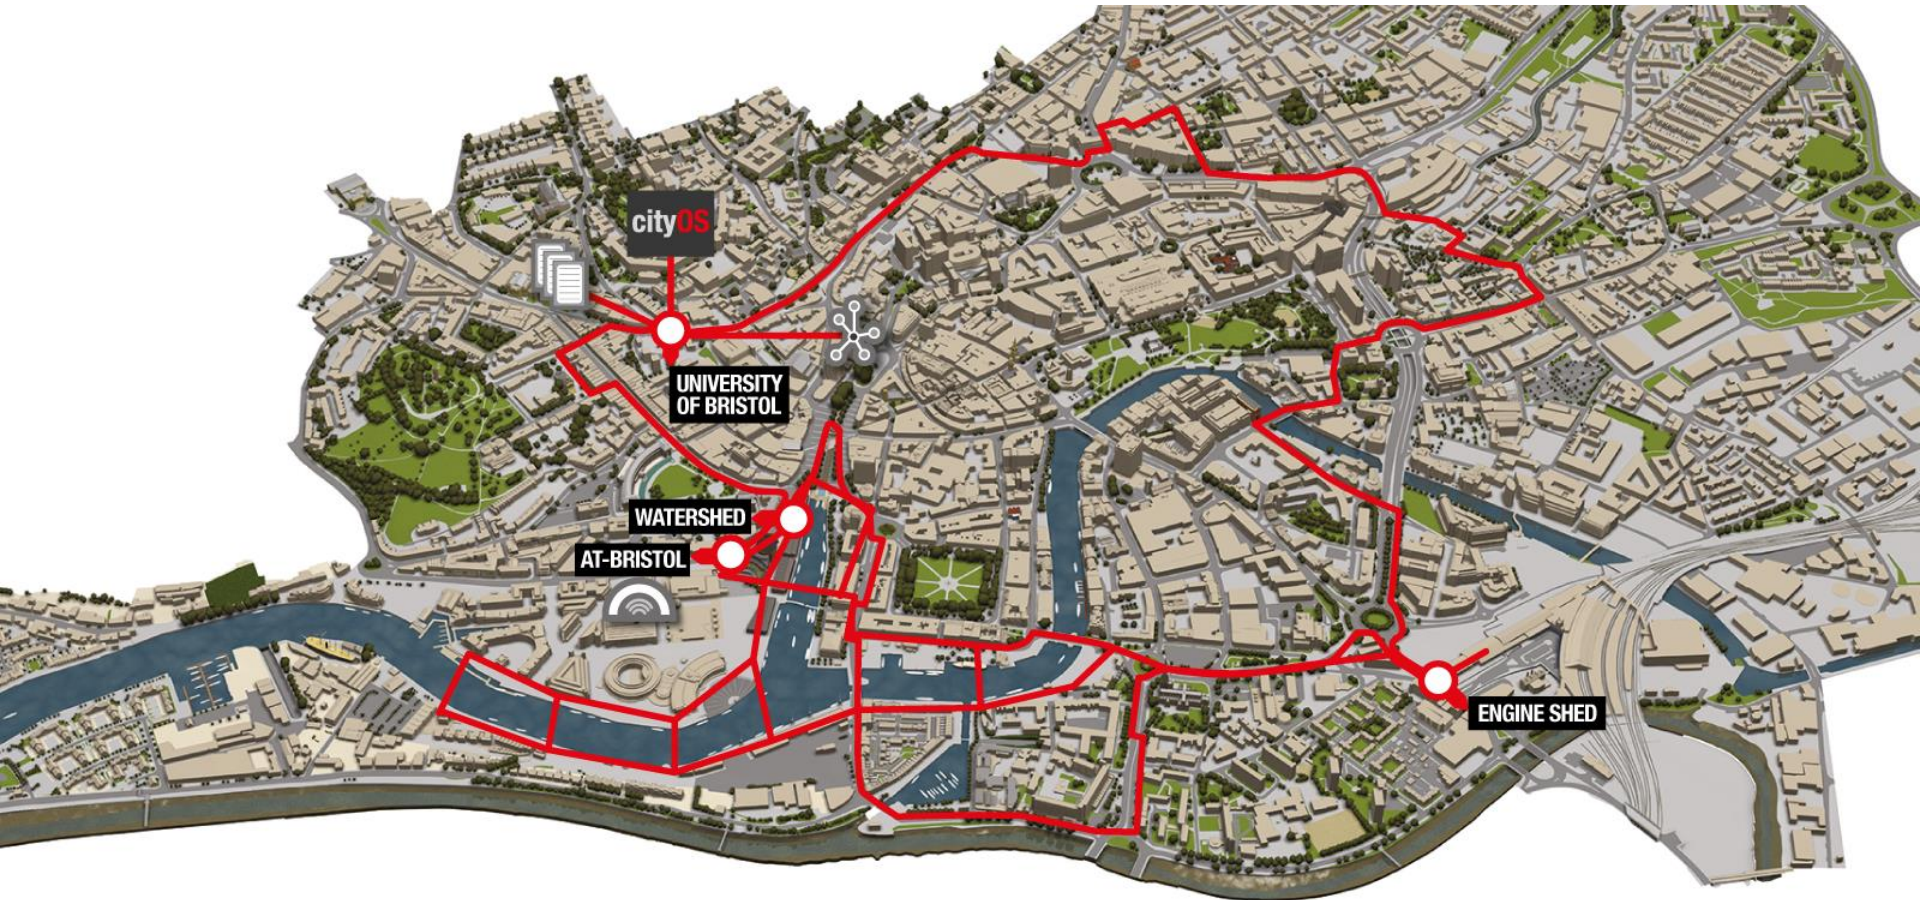 cityOS
UNIVERSITY
OF BRISTOL
WATERSHED
AT-BRISTOL
ENGINE SHED